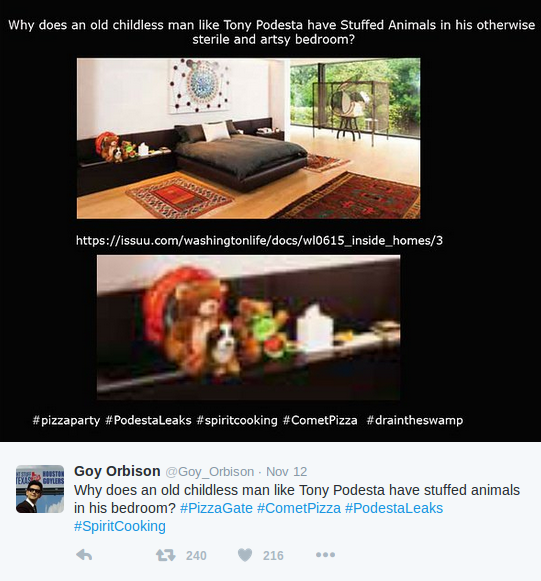 Why does an old childless man like Tony Podesta have Stuffed Animals in his otherwise
sterile and artsy bedroom?
https://issuu.com/washingtonlife/docs/wl0615_inside_homes/3
#pizzaparty #PodestaLeaks #spiritcooking #CometPizza #draintheswamp
Goy Orbison @Goy_Orbison · Nov 12
Why does an old childless man like Tony Podesta have stuffed animals
in his bedroom? #PizzaGate #CometPizza #PodestaLeaks
#SpiritCooking
240 216